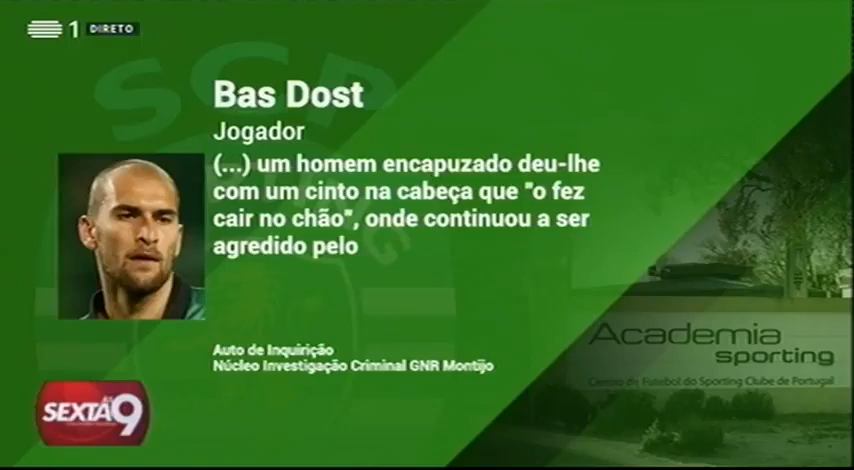 1 DIRETO
Bas Dost
Jogador
(...) um homem encapuzado deu-lhe
com um cinto na cabeça que "o fez
cair no chão", onde continuou a ser
agredido pelo
Auto de Inquirição
Núcleo Investigação Criminal GNR Montijo
Academia
sporting
Centro de Futebol do Sporting Clube de Portugal
SEXTA
ÀS
9
SCP